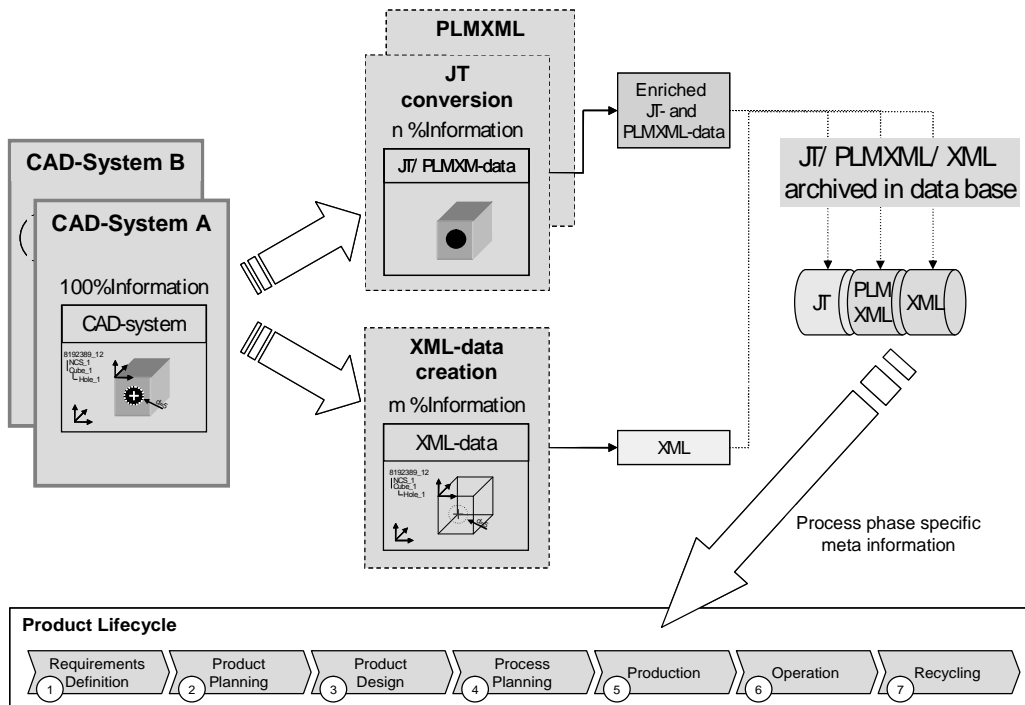 PLMXML
JT
conversion
n %Information
JT/ PLMXM-data
Enriched
JT- and
PLMXML-data
JT/ PLMXML/ XML
archived in data base
CAD-System B
CAD-System A
100%Information
CAD-system
8192389_12
NCS_1
Cube_1
Hole_1
JT
PLM
XML
XML
XML-data
creation
m %Information
XML-data
8192389_12
NCS_1
Cube_1
Hole_1
XML
Process phase specific
meta information
Product Lifecycle
Requirements
Definition
1
Product
Planning
2
Product
Design
3
Process
Planning
4
Production
5
Operation
6
Recycling
7